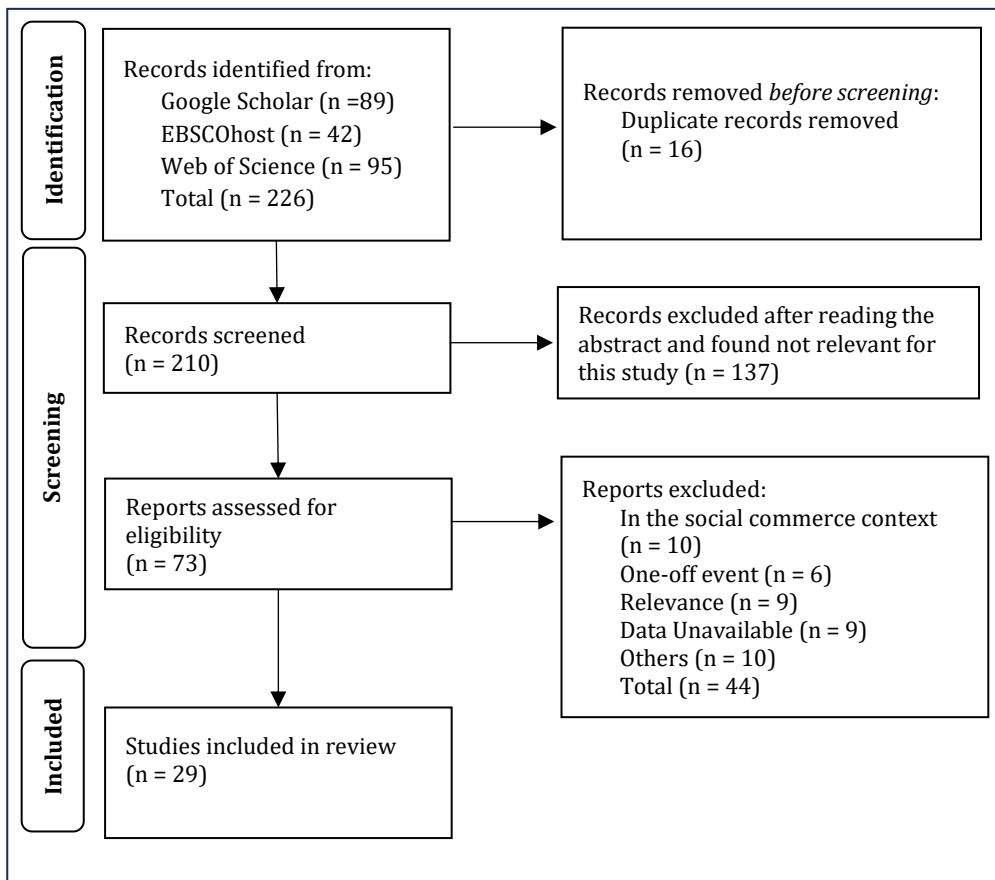 Identification
Records identified from:
Google Scholar (n =89)
EBSCOhost (n = 42)
Web of Science (n = 95)
Total (n = 226)
Records removed before screening:
Duplicate records removed
(n = 16)
Screening
Records screened
(n = 210)
Records excluded after reading the
abstract and found not relevant for
this study (n = 137)
Reports assessed for
eligibility
(n = 73)
Reports excluded:
In the social commerce context
(n = 10)
One-off event (n = 6)
Relevance (n = 9)
Data Unavailable (n = 9)
Others (n = 10)
Total (n = 44)
Included
Studies included in review
(n = 29)